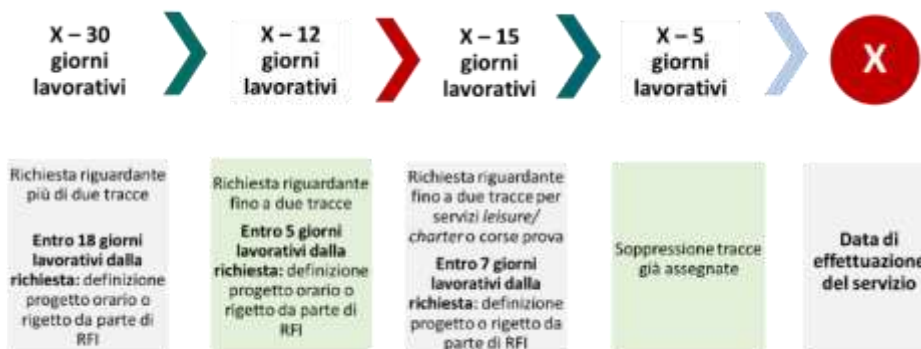 X – 30
giorni
lavorativi
X – 12
giorni
lavorativi
X – 15
giorni
lavorativi
X – 5
giorni
lavorativi
X
Richiesta riguardante
più di due tracce
Entro 18 giorni
lavorativi dalla
richiesta: definizione
progetto orario o
rigetto da parte di
RFI
Richiesta riguardante
fino a due tracce
Entro 5 giorni
lavorativi dalla
richiesta: definizione
progetto orario o
rigetto da parte di RFI
Richiesta riguardante
fino a due tracce per
servizi leisure/
charter o corse prova
Entro 7 giorni
lavorativi dalla
richiesta: definizione
progetto o rigetto da
parte di RFI
Soppressione tracce
già assegnate
Data di
effettuazione
del servizio